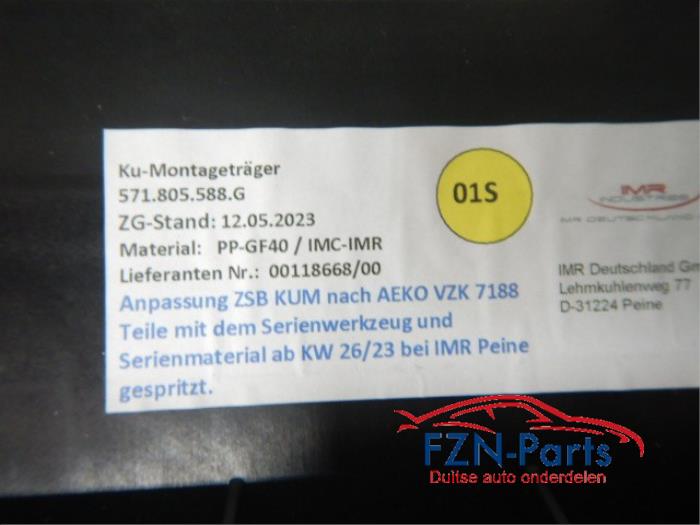 Ku-Montageträger
571.805.588.G
ZG-Stand: 12.05.2023
Material: PP-GF40 / IMC-IMR
Lieferanten Nr.: 00118668/00
Anpassung ZSB KUM nach AEKO VZK 7188
Teile mit dem Serienwerkzeug und
Serienmaterial ab KW 26/23 bei IMR Peine
gespritzt.
01S
IMR
INDUSTRIES
IMR DEUTSCHLAND
IMR Deutschland Gm
Lehmkuhlenweg 77
D-31224 Peine
FZN-Parts
Duitse auto onderdelen